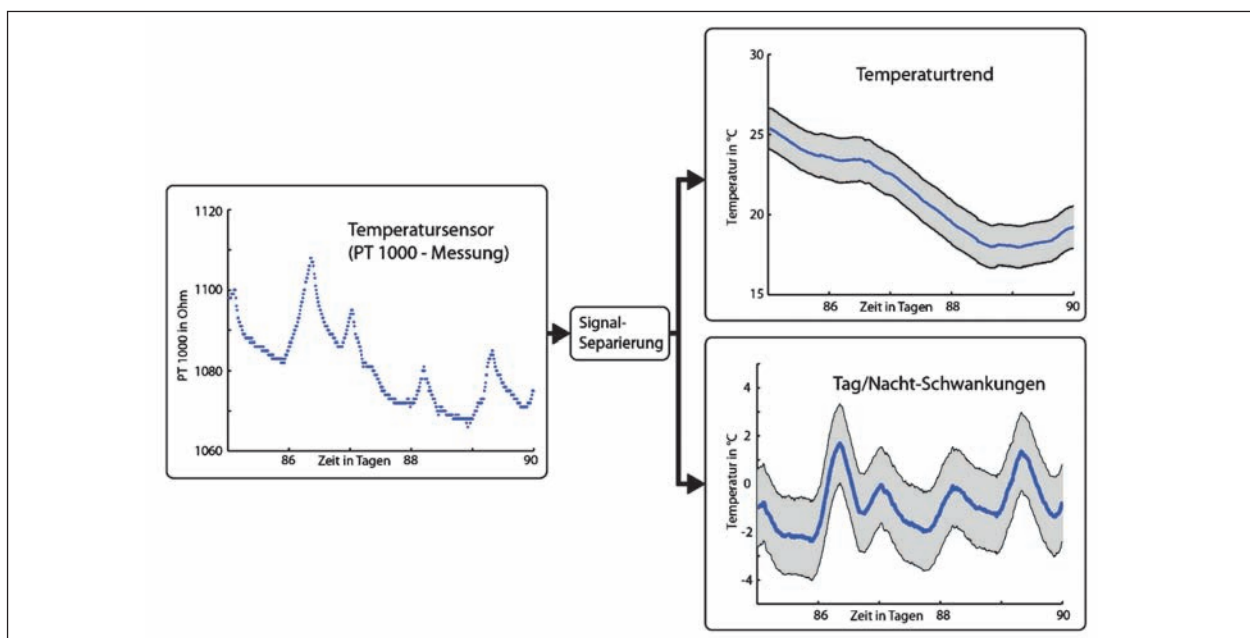 1120
1100
1080
1060
PT 1000 in Ohm
Temperatursensor
(PT 1000 - Messung)
86
Zeit in Tagen
88
90
Signal-
Separierung
30
25
20
15
Temperatur in °C
Temperaturtrend
86
Zeit in Tagen
88
90
4
2
0
-2
-4
Temperatur in °C
Tag/Nacht-Schwankungen
86
Zeit in Tagen
88
90